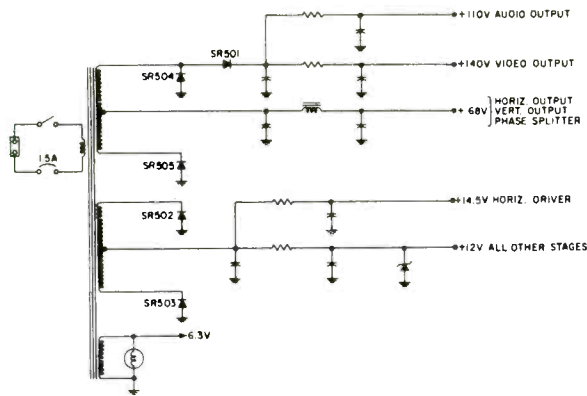 +110V AUDIO OUTPUT
SR501
SR504
+140V VIDEO OUTPUT
+68V
HORIZ. OUTPUT
VERT. OUTPUT
PHASE SPLITTER
1.5A
SR505
SR502
+14.5V HORIZ. DRIVER
+12V ALL OTHER STAGES
SR503
6.3V